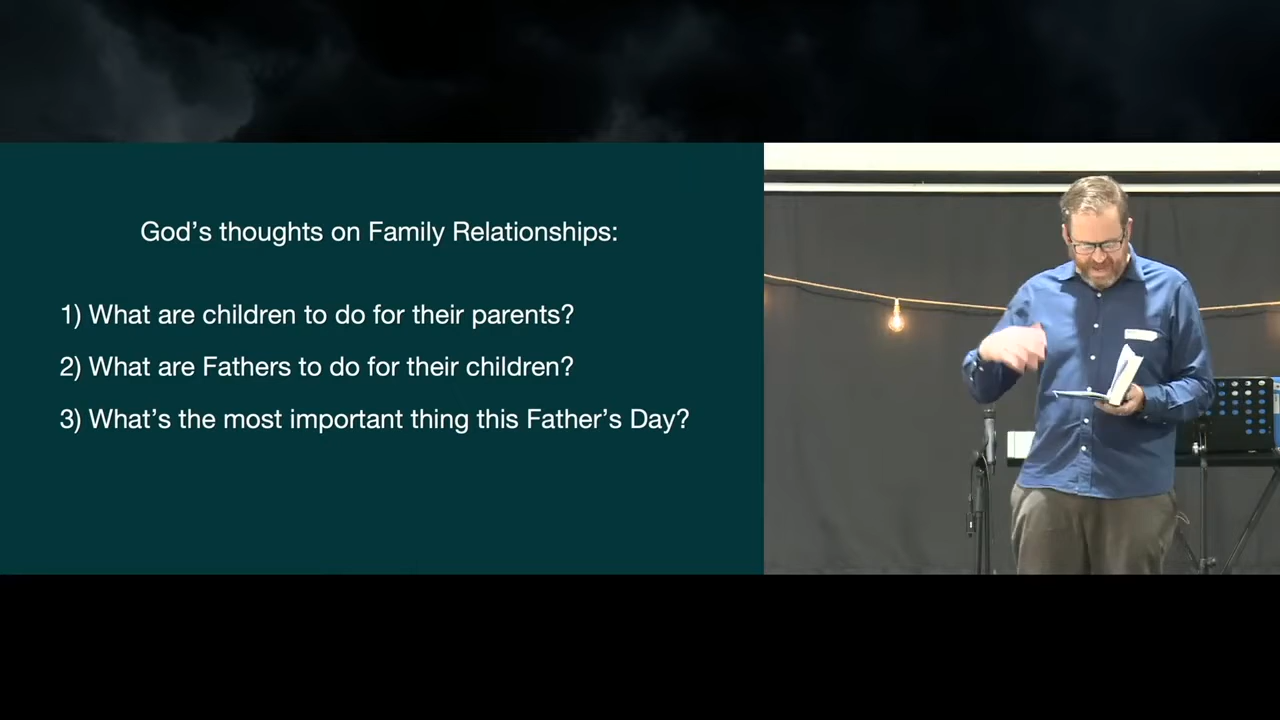 God’s thoughts on Family Relationships:
1) What are children to do for their parents?
2) What are Fathers to do for their children?
3) What’s the most important thing this Father’s Day?